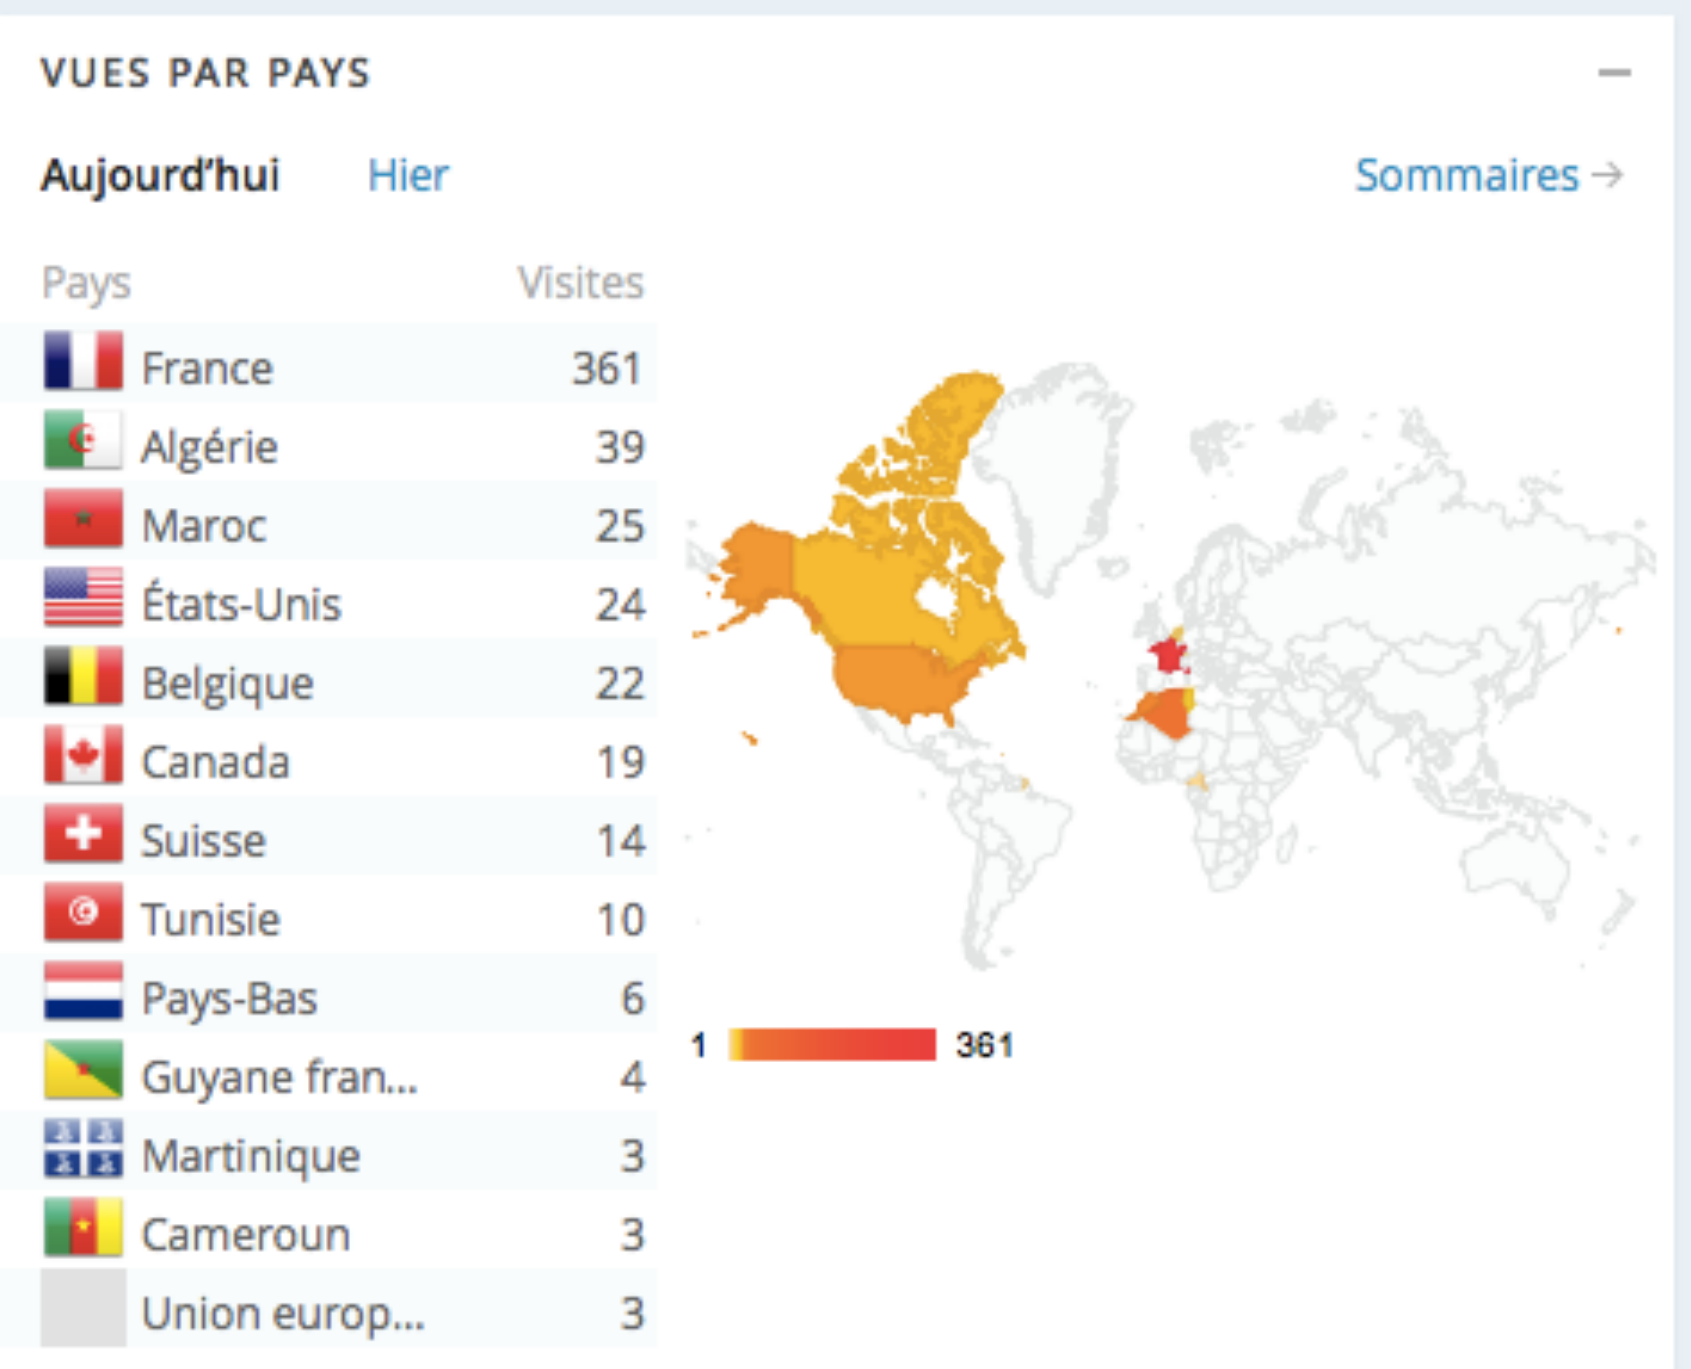 VUES PAR PAYS
Aujourd’hui Hier Sommaires →
Pays Visites
France 361
Algérie 39
Maroc 25
États-Unis 24
Belgique 22
Canada 19
Suisse 14
Tunisie 10
Pays-Bas 6
Guyane fran... 4
Martinique 3
Cameroun 3
Union europ... 3
1 361